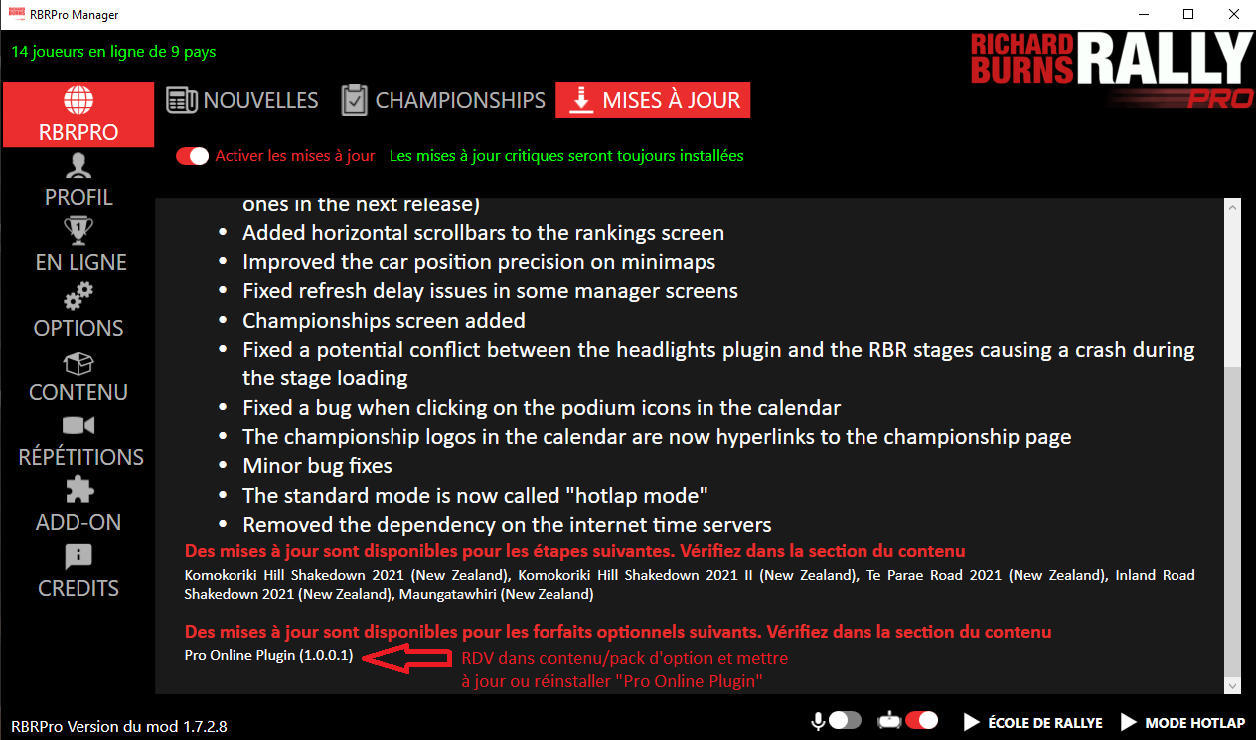 RBRPro Manager
14 joueurs en ligne de 9 pays
RICHARD
BURNS
RALLY
PRO
RBRPRO
PROFIL
EN LIGNE
OPTIONS
CONTENU
RÉPÉTITIONS
ADD-ON
CREDITS
NOUVELLES
CHAMPIONSHIPS
MISES À JOUR
Activer les mises à jour
Les mises à jour critiques seront toujours installées
ones in the next release)
• Added horizontal scrollbars to the rankings screen
• Improved the car position precision on minimaps
• Fixed refresh delay issues in some manager screens
• Championships screen added
• Fixed a potential conflict between the headlights plugin and the RBR stages causing a crash during
the stage loading
• Fixed a bug when clicking on the podium icons in the calendar
• The championship logos in the calendar are now hyperlinks to the championship page
• Minor bug fixes
• The standard mode is now called "hotlap mode"
• Removed the dependency on the internet time servers
Des mises à jour sont disponibles pour les étapes suivantes. Vérifiez dans la section du contenu
Komokoriki Hill Shakedown 2021 (New Zealand), Komokoriki Hill Shakedown 2021 II (New Zealand), Te Parae Road 2021 (New Zealand), Inland Road
Shakedown 2021 (New Zealand), Maungatawhiri (New Zealand)
Des mises à jour sont disponibles pour les forfaits optionnels suivants. Vérifiez dans la section du contenu
Pro Online Plugin (1.0.0.1)
RDV dans contenu/pack d'option et mettre
à jour ou réinstaller "Pro Online Plugin"
RBRPro Version du mod 1.7.2.8
ÉCOLE DE RALLYE
MODE HOTLAP